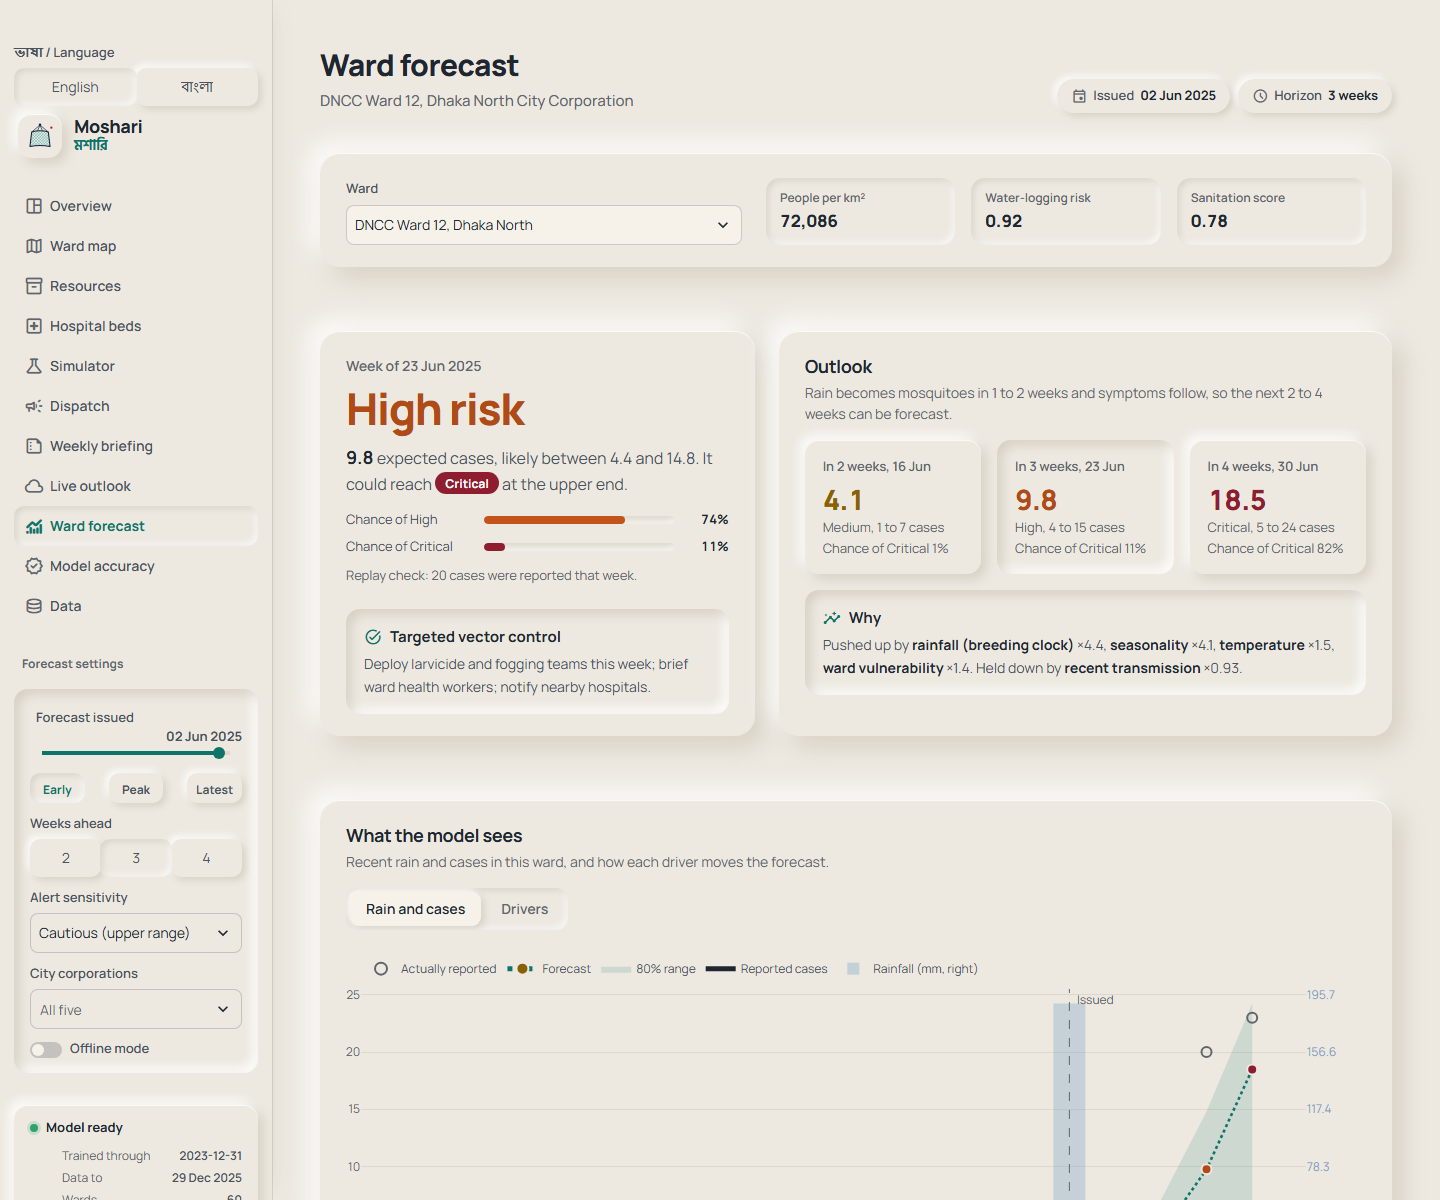 ভাষা / Language
English
বাংলা
Moshari
মশারি
Overview
Ward map
Resources
Hospital beds
Simulator
Dispatch
Weekly briefing
Live outlook
Ward forecast
Model accuracy
Data
Forecast settings
Forecast issued
02 Jun 2025
Early
Peak
Latest
Weeks ahead
2
3
4
Alert sensitivity
Cautious (upper range)
City corporations
All five
Offline mode
Model ready
Trained through 2023-12-31
Data to 29 Dec 2025
Wards 60
Ward forecast
DNCC Ward 12, Dhaka North City Corporation
Issued 02 Jun 2025
Horizon 3 weeks
Ward
DNCC Ward 12, Dhaka North
People per km²
72,086
Water-logging risk
0.92
Sanitation score
0.78
Week of 23 Jun 2025
High risk
9.8 expected cases, likely between 4.4 and 14.8. It
could reach Critical at the upper end.
Chance of High 74%
Chance of Critical 11%
Replay check: 20 cases were reported that week.
Targeted vector control
Deploy larvicide and fogging teams this week; brief
ward health workers; notify nearby hospitals.
Outlook
Rain becomes mosquitoes in 1 to 2 weeks and symptoms follow, so the next 2 to 4
weeks can be forecast.
In 2 weeks, 16 Jun
4.1
Medium, 1 to 7 cases
Chance of Critical 1%
In 3 weeks, 23 Jun
9.8
High, 4 to 15 cases
Chance of Critical 11%
In 4 weeks, 30 Jun
18.5
Critical, 5 to 24 cases
Chance of Critical 82%
Why
Pushed up by rainfall (breeding clock) ×4.4, seasonality ×4.1, temperature ×1.5,
ward vulnerability ×1.4. Held down by recent transmission ×0.93.
What the model sees
Recent rain and cases in this ward, and how each driver moves the forecast.
Rain and cases
Drivers
Actually reported
Forecast
80% range
Reported cases
Rainfall (mm, right)
25
Issued
195.7
20
156.6
15
117.4
10
78.3